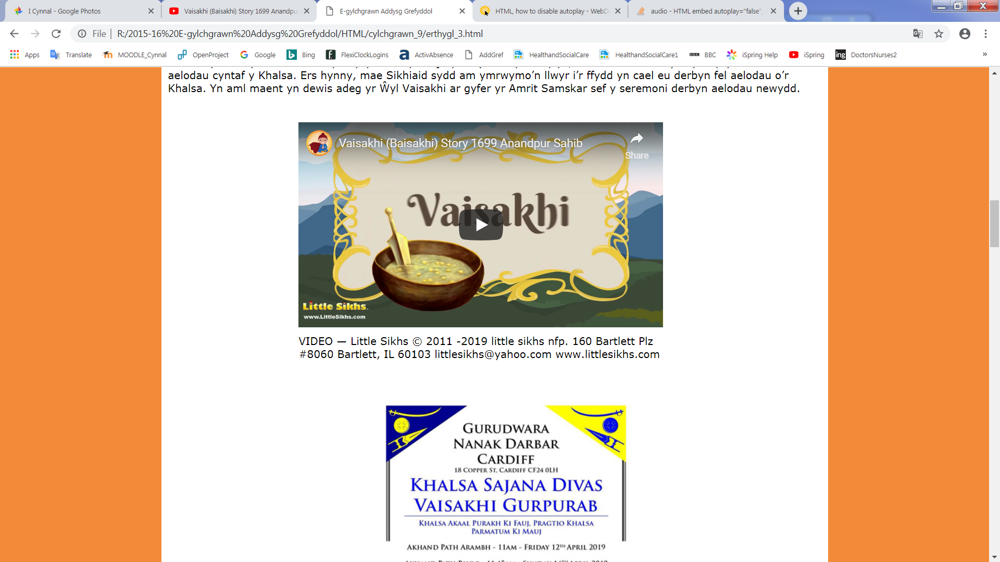 I Cynnal - Google Photos
Vaisakhi (Baisakhi) Story 1699 Anandpu
E-gylchgrawn Addysg Grefyddol
HTML, how to disable autoplay - WebD
audio - HTML embed autoplay="false",
File | R:/2015-16%20E-gylchgrawn%20Addysg%20Grefyddol/HTML/cylchgrawn_9/erthygl_3.html
Apps Translate MOODLE_Cynnal OpenProject Google Bing FlexiClockLogins ActivAbsence AddGref HealthandSocialCare HealthandSocialCare1 BBC BBC iSpring Help iSpring ing DoctorsNurses2 »
aelodau cyntaf y Khalsa. Ers hynny, mae Sikhiaid sydd am ymrwymo’n llwyr i’r ffydd yn cael eu derbyn fel aelodau o’r
Khalsa. Yn aml maent yn dewis adeg yr Ŵyl Vaisakhi ar gyfer yr Amrit Samskar sef y seremoni derbyn aelodau newydd.
Vaisakhi (Baisakhi) Story 1699 Anandpur Sahib
Share
Vaisakhi
Little Sikhs
www.LittleSikhs.com
VIDEO — Little Sikhs © 2011 -2019 little sikhs nfp. 160 Bartlett Plz
#8060 Bartlett, IL 60103 littlesikhs@yahoo.com www.littlesikhs.com
GURUDWARA
NANAK DARBAR
CARDIFF
18 COPPER ST, CARDIFF CF24 0LH
KHALSA SAJANA DIVAS
VAISAKHI GURPURAB
KHALSA AKAAL PURAKH KI FAUJ, PRAGTIO KHALSA
PARMATUM KI MAUJ
AKHAND PATH ARAMBH - 11AM - FRIDAY 12TH APRIL 2019